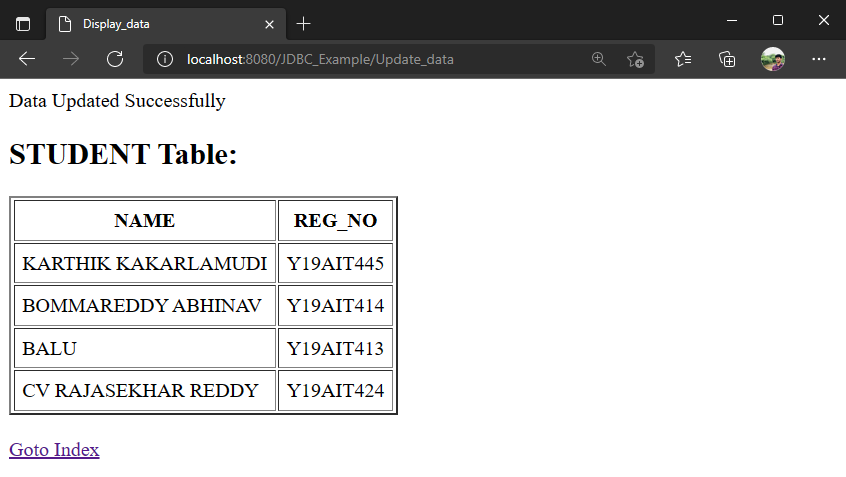 Display_data
localhost:8080/JDBC_Example/Update_data
Data Updated Successfully
STUDENT Table:
NAME REG_NO
KARTHIK KAKARLAMUDI Y19AIT445
BOMMAREDDY ABHINAV Y19AIT414
BALU Y19AIT413
CV RAJASEKHAR REDDY Y19AIT424
Goto Index